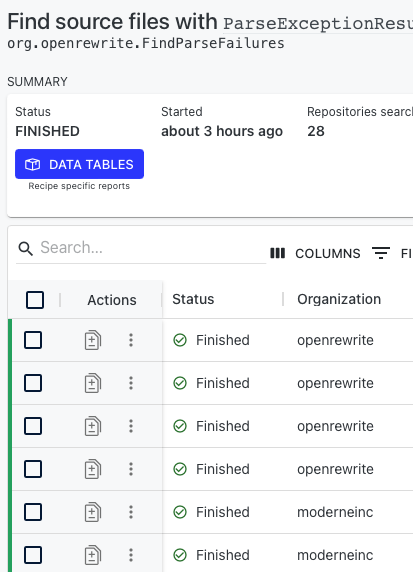 Find source files with ParseExceptionResu
org.openrewrite.FindParseFailures
SUMMARY
Status Started Repositories search
FINISHED about 3 hours ago 28
DATA TABLES
Recipe specific reports
Search... COLUMNS FI
Actions Status Organization
Finished openrewrite
Finished openrewrite
Finished openrewrite
Finished openrewrite
Finished moderneinc
Finished moderneinc